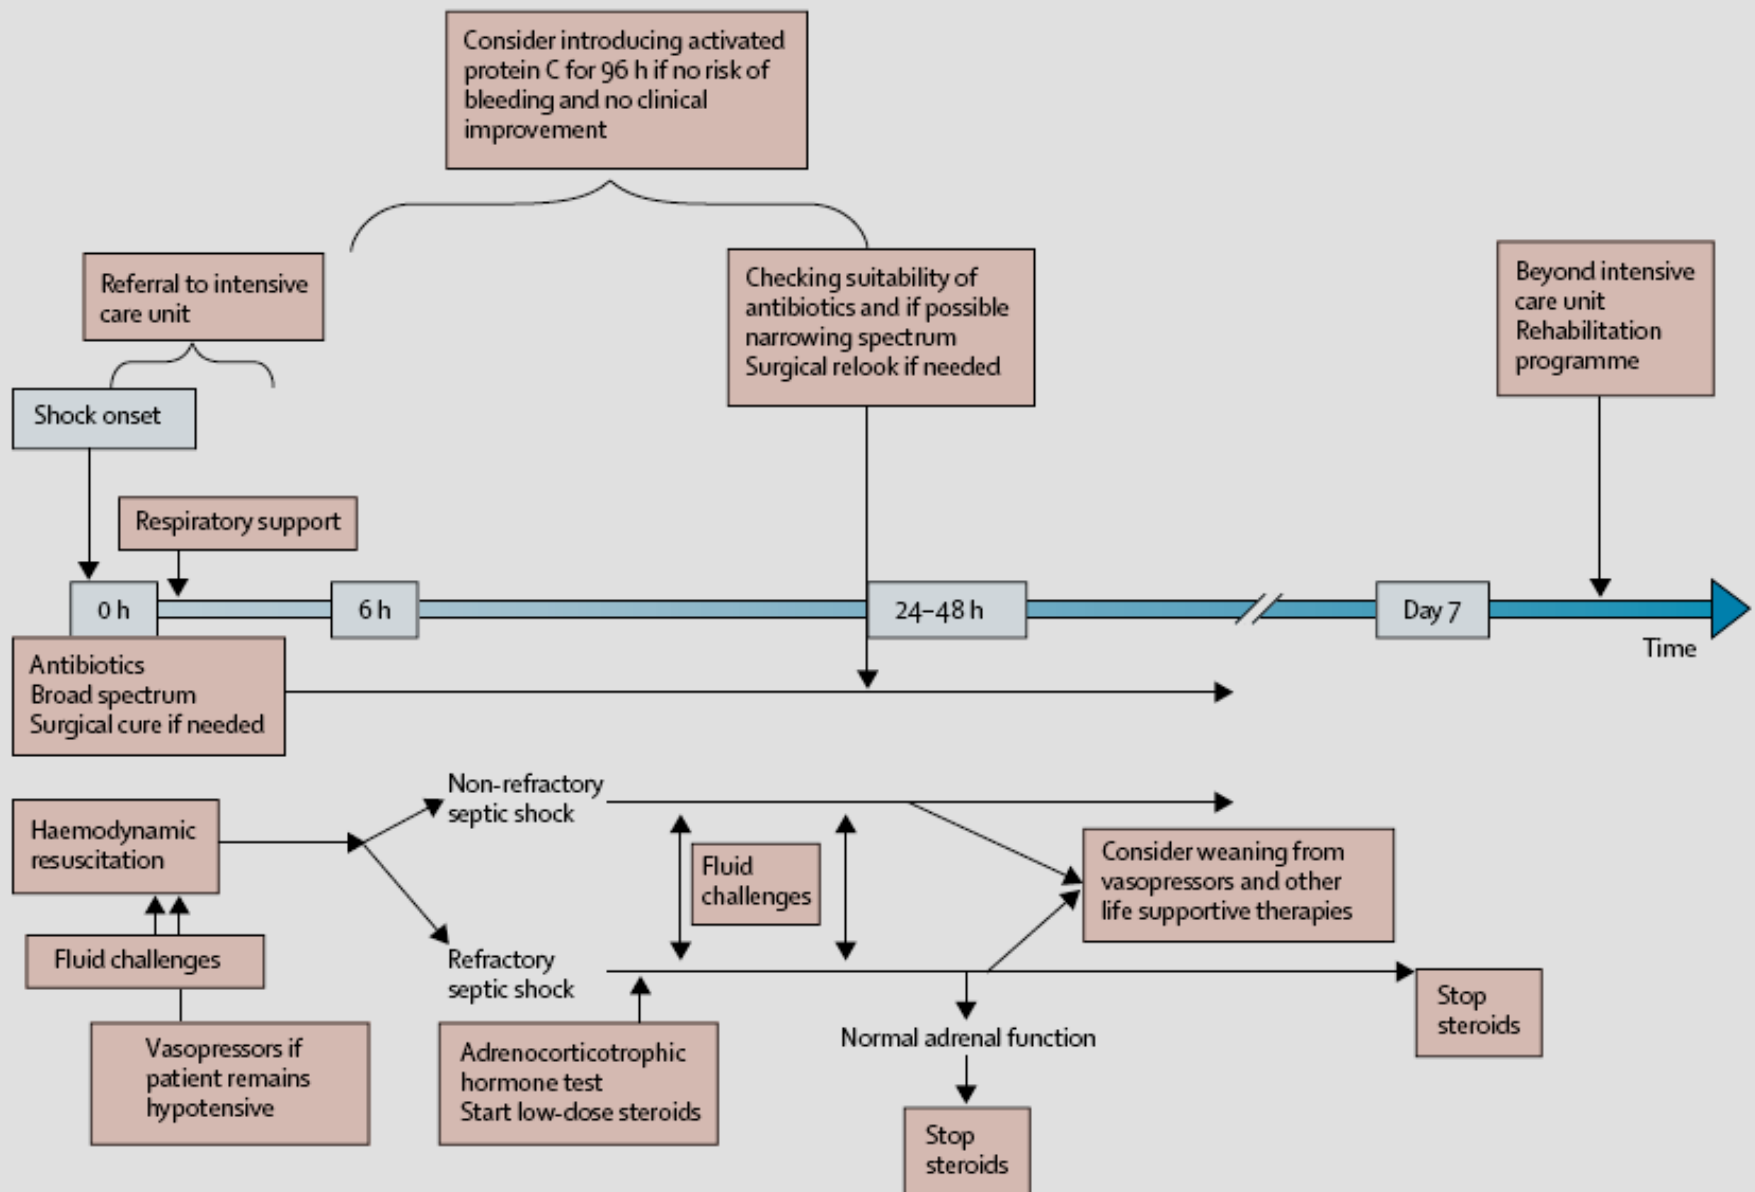 Consider introducing activated
protein C for 96 h if no risk of
bleeding and no clinical
improvement
Referral to intensive
care unit
Checking suitability of
antibiotics and if possible
narrowing spectrum
Surgical relook if needed
Beyond intensive
care unit
Rehabilitation
programme
Shock onset
Respiratory support
0 h
6 h
24–48 h
Day 7
Time
Antibiotics
Broad spectrum
Surgical cure if needed
Haemodynamic
resuscitation
Non-refractory
septic shock
Fluid
challenges
Consider weaning from
vasopressors and other
life supportive therapies
Fluid challenges
Refractory
septic shock
Stop
steroids
Vasopressors if
patient remains
hypotensive
Adrenocorticotrophic
hormone test
Start low-dose steroids
Normal adrenal function
Stop
steroids